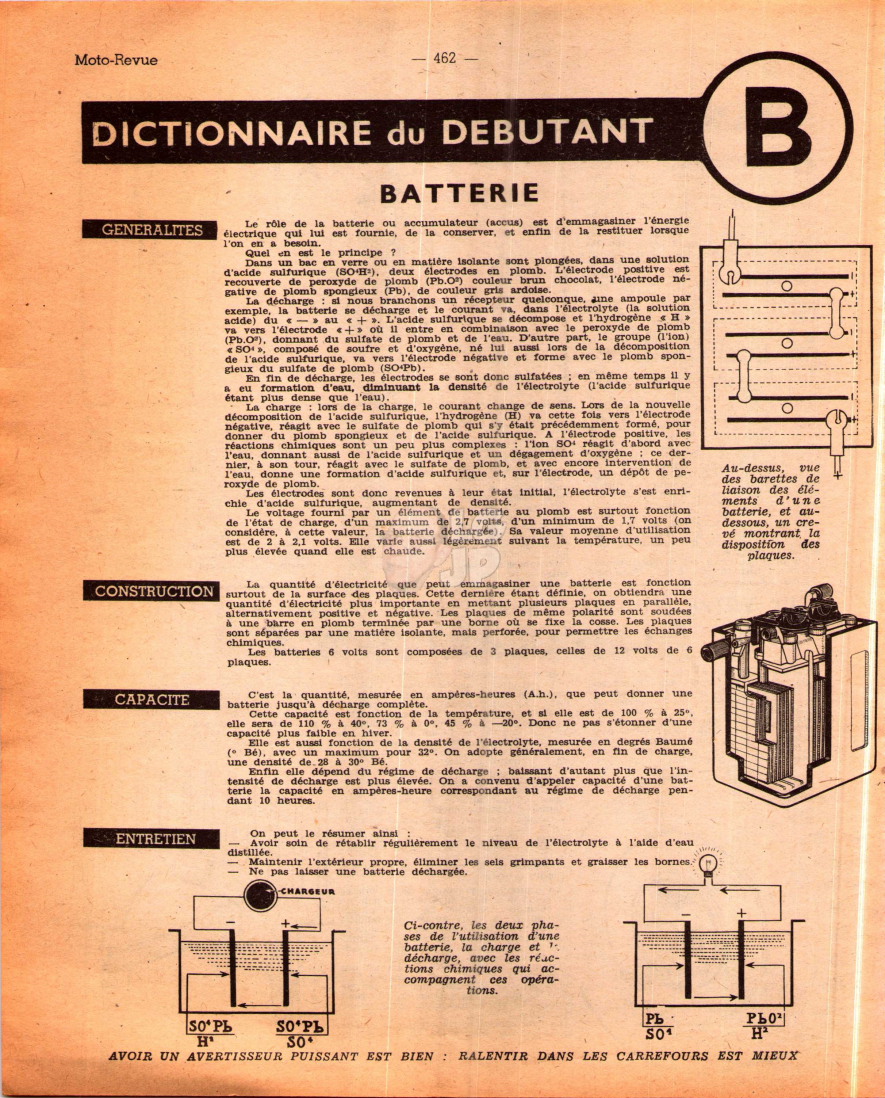 Moto-Revue
— 462 —
DICTIONNAIRE du DEBUTANT
B
BATTERIE
GENERALITES
Le rôle de la batterie ou accumulateur (accus) est d'emmagasiner l'énergie
électrique qui lui est fournie, de la conserver, et enfin de la restituer lorsque
l'on en a besoin.
Quel en est le principe ?
Dans un bac en verre ou en matière isolante sont plongées, dans une solution
d'acide sulfurique (SO⁴H²), deux électrodes en plomb. L'électrode positive est
recouverte de peroxyde de plomb (Pb.O²) couleur brun chocolat, l'électrode né-
gative de plomb spongieux (Pb), de couleur gris ardoise.
La décharge : si nous branchons un récepteur quelconque, une ampoule par
exemple, la batterie se décharge et le courant va, dans l'électrolyte (la solution
acide) du « — » au « + ». L'acide sulfurique se décompose et l'hydrogène « H »
va vers l'électrode « + » où il entre en combinaison avec le peroxyde de plomb
(Pb.O²), donnant du sulfate de plomb et de l'eau. D'autre part, le groupe (l'ion)
« SO⁴ », composé de soufre et d'oxygène, né lui aussi lors de la décomposition
de l'acide sulfurique, va vers l'électrode négative et forme avec le plomb spon-
gieux du sulfate de plomb (SO⁴Pb).
En fin de décharge, les électrodes se sont donc sulfatées ; en même temps il y
a eu formation d'eau, diminuant la densité de l'électrolyte (l'acide sulfurique
étant plus dense que l'eau).
La charge : lors de la charge, le courant change de sens. Lors de la nouvelle
décomposition de l'acide sulfurique, l'hydrogène (H) va cette fois vers l'électrode
négative, réagit avec le sulfate de plomb qui s'y était précédemment formé, pour
donner du plomb spongieux et de l'acide sulfurique. A l'électrode positive, les
réactions chimiques sont un peu plus complexes : l'ion SO⁴ réagit d'abord avec
l'eau, donnant aussi de l'acide sulfurique et un dégagement d'oxygène ; ce der-
nier, à son tour, réagit avec le sulfate de plomb, et avec encore intervention de
l'eau, donne une formation d'acide sulfurique et, sur l'électrode, un dépôt de pe-
roxyde de plomb.
Les électrodes sont donc revenues à leur état initial, l'électrolyte s'est enri-
chie d'acide sulfurique, augmentant de densité.
Le voltage fourni par un élément de batterie au plomb est surtout fonction
de l'état de charge, d'un maximum de 2,7 volts, d'un minimum de 1,7 volts (on
considère, à cette valeur, la batterie déchargée). Sa valeur moyenne d'utilisation
est de 2 à 2,1 volts. Elle varie aussi légèrement suivant la température, un peu
plus élevée quand elle est chaude.
Au-dessus, vue
des barettes de
liaison des élé-
ments d'une
batterie, et au-
dessous, un cre-
vé montrant la
disposition des
plaques.
CONSTRUCTION
La quantité d'électricité que peut emmagasiner une batterie est fonction
surtout de la surface des plaques. Cette dernière étant définie, on obtiendra une
quantité d'électricité plus importante en mettant plusieurs plaques en parallèle,
alternativement positive et négative. Les plaques de même polarité sont soudées
à une barre en plomb terminée par une borne où se fixe la cosse. Les plaques
sont séparées par une matière isolante, mais perforée, pour permettre les échanges
chimiques.
Les batteries 6 volts sont composées de 3 plaques, celles de 12 volts de 6
plaques.
CAPACITE
C'est la quantité, mesurée en ampères-heures (A.h.), que peut donner une
batterie jusqu'à décharge complète.
Cette capacité est fonction de la température, et si elle est de 100 % à 25°,
elle sera de 110 % à 40°, 73 % à 0°, 45 % à —20°. Donc ne pas s'étonner d'une
capacité plus faible en hiver.
Elle est aussi fonction de la densité de l'électrolyte, mesurée en degrés Baumé
(° Bé), avec un maximum pour 32°. On adopte généralement, en fin de charge,
une densité de 28 à 30° Bé.
Enfin elle dépend du régime de décharge ; baissant d'autant plus que l'in-
tensité de décharge est plus élevée. On a convenu d'appeler capacité d'une bat-
terie la capacité en ampères-heure correspondant au régime de décharge pen-
dant 10 heures.
ENTRETIEN
On peut le résumer ainsi :
— Avoir soin de rétablir régulièrement le niveau de l'électrolyte à l'aide d'eau
distillée.
— Maintenir l'extérieur propre, éliminer les sels grimpants et graisser les bornes.
— Ne pas laisser une batterie déchargée.
CHARGEUR
— +
SO⁴Pb SO⁴Pb
H² SO⁴
Ci-contre, les deux pha-
ses de l'utilisation d'une
batterie, la charge et
décharge, avec les réac-
tions chimiques qui ac-
compagnent ces opéra-
tions.
— +
Pb PbO²
SO⁴ H²
AVOIR UN AVERTISSEUR PUISSANT EST BIEN : RALENTIR DANS LES CARREFOURS EST MIEUX